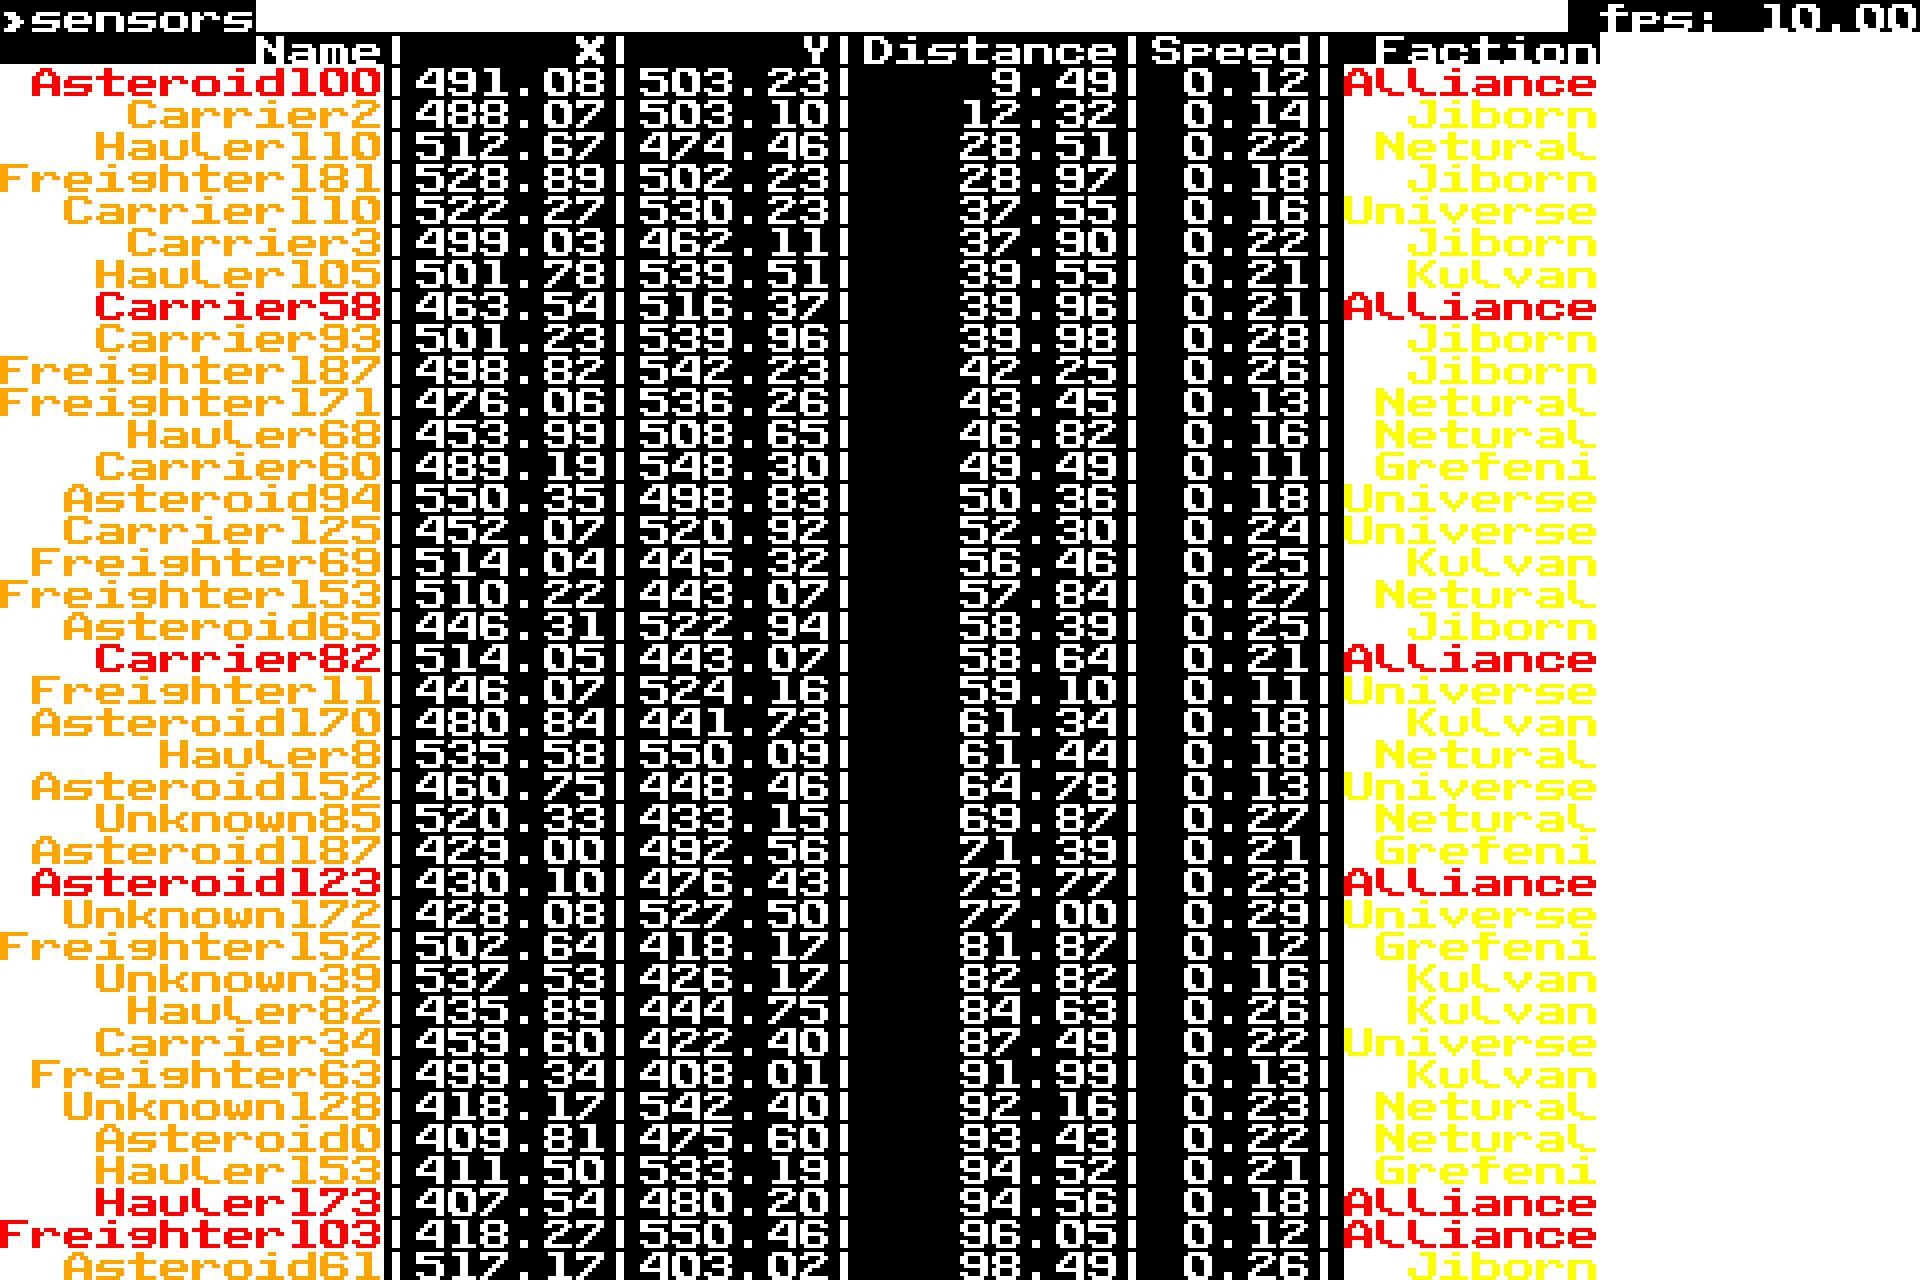 ›sensors fps: 10.00
Name| X| Y| Distance| Speed| Faction
Asteroid100| 491.08| 503.23| 9.49| 0.12| Alliance
Carrier2| 488.07| 503.10| 12.32| 0.14| Jiborn
Hauler110| 512.67| 474.46| 28.51| 0.22| Netural
Freighter181| 528.89| 502.23| 28.97| 0.18| Jiborn
Carrier110| 522.27| 530.23| 37.55| 0.16| Universe
Carrier3| 499.03| 462.11| 37.90| 0.22| Jiborn
Hauler105| 501.78| 539.51| 39.55| 0.21| Kulvan
Carrier58| 463.54| 516.37| 39.96| 0.21| Alliance
Carrier93| 501.23| 539.96| 39.98| 0.28| Jiborn
Freighter187| 498.82| 542.23| 42.25| 0.26| Jiborn
Freighter171| 476.06| 536.26| 43.45| 0.13| Netural
Hauler68| 453.99| 508.65| 46.82| 0.16| Netural
Carrier60| 489.19| 548.30| 49.49| 0.11| Grefeni
Asteroid94| 550.35| 498.83| 50.36| 0.18| Universe
Carrier125| 452.07| 520.92| 52.30| 0.24| Universe
Freighter69| 514.04| 445.32| 56.46| 0.25| Kulvan
Freighter153| 510.22| 443.07| 57.84| 0.27| Netural
Asteroid65| 446.31| 522.94| 58.39| 0.25| Jiborn
Carrier82| 514.05| 443.07| 58.64| 0.21| Alliance
Freighter11| 446.07| 524.16| 59.10| 0.11| Universe
Asteroid170| 480.84| 441.73| 61.34| 0.18| Kulvan
Hauler8| 535.58| 550.09| 61.44| 0.18| Netural
Asteroid152| 460.75| 448.46| 64.78| 0.13| Universe
Unknown85| 520.33| 433.15| 69.87| 0.27| Netural
Asteroid187| 429.00| 492.56| 71.39| 0.21| Grefeni
Asteroid123| 430.10| 476.43| 73.77| 0.23| Alliance
Unknown172| 428.08| 527.50| 77.00| 0.29| Universe
Freighter152| 502.64| 418.17| 81.87| 0.12| Grefeni
Unknown39| 537.53| 426.17| 82.82| 0.16| Kulvan
Hauler82| 435.89| 444.75| 84.63| 0.26| Kulvan
Carrier34| 459.60| 422.40| 87.49| 0.22| Universe
Freighter63| 499.34| 408.01| 91.99| 0.13| Kulvan
Unknown128| 418.17| 542.40| 92.16| 0.23| Netural
Asteroid0| 409.81| 475.60| 93.43| 0.22| Netural
Hauler153| 411.50| 533.19| 94.52| 0.21| Grefeni
Hauler173| 407.54| 480.20| 94.56| 0.18| Alliance
Freighter103| 418.27| 550.46| 96.05| 0.12| Alliance
Asteroid61| 517.17| 403.02| 98.49| 0.26| Jiborn